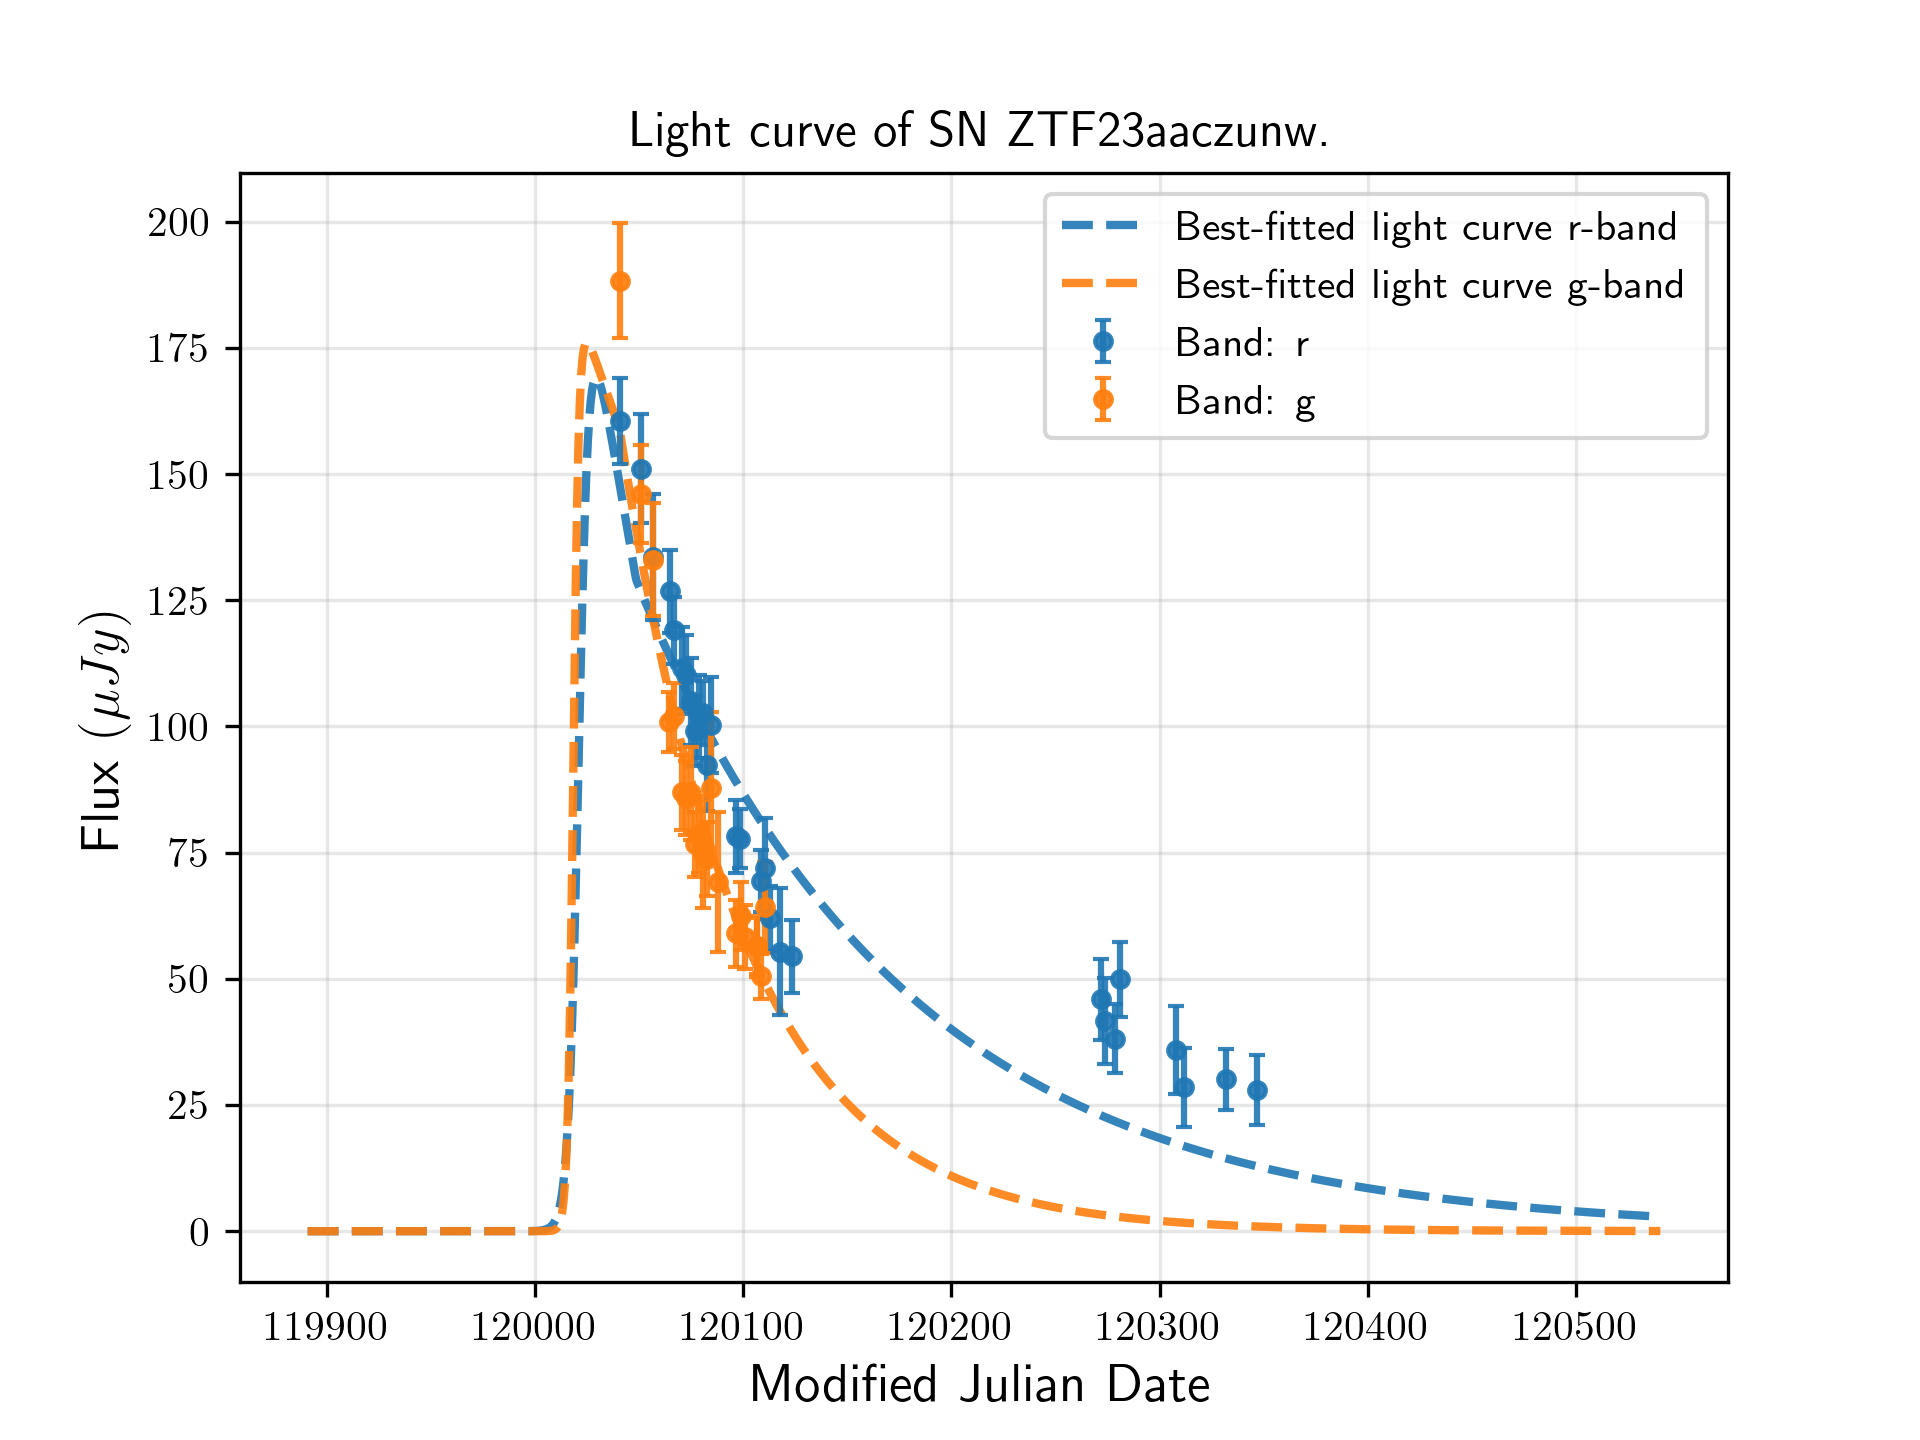 Light curve of SN ZTF23aaczunw.
Best-fitted light curve r-band
Best-fitted light curve g-band
Band: r
Band: g
200
175
150
125
100
75
50
25
0
Flux (μJy)
119900 120000 120100 120200 120300 120400 120500
Modified Julian Date